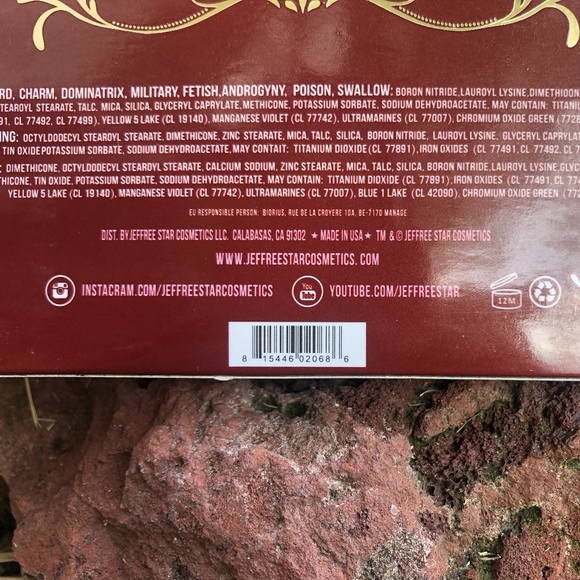 RD, CHARM, DOMINATRIX, MILITARY, FETISH,ANDROGYNY, POISON, SWALLOW: BORON NITRIDE,LAUROYL LYSINE,DIMETHICON
STEAROYL STEARATE, TALC, MICA, SILICA, GLYCERYL CAPRYLATE,METHICONE, POTASSIUM SORBATE, SODIUM DEHYDROACETATE, MAY CONTAIN: TITANIU
91, CL 77492, CL 77499), YELLOW 5 LAKE (CL 19140), MANGANESE VIOLET (CL 77742), ULTRAMARINES (CL 77007), CHROMIUM OXIDE GREEN (7728
NG: OCTYLDODECYL STEAROYL STEARATE, DIMETHICONE, ZINC STEARATE, MICA, TALC, SILICA, BORON NITRIDE, LAUROYL LYSINE, GLYCERYL CAPRYLAT
TIN OXIDEPOTASSIUM SORBATE, SODIUM DEHYDROACETATE,MAY CONTAIN: TITANIUM DIOXIDE (CL 77891),IRON OXIDES (77491, CL 77492, CL 7
: DIMETHICONE, OCTYLDODECYL STEAROYL STEARATE, CALCIUM SODIUM, ZINC STEARATE, MICA, TALC, SILICA, BORON NITRIDE,LAUROYL LYSINE,GLYC
THICONE, TIN OXIDE, POTASSIUM SORBATE, SODIUM DEHYDROACETATE, MAY CONTAIN: TITANIUM DIOXIDE (CL 77891);IRON OXIDES (CL 77491, CL 774
YELLOW 5 LAKE (CL 19140), MANGANESE VIOLET (CL 77742), ULTRAMARINES (CL 77007), BLUE 1 LAKE (CL 42090), CHROMIUM OXIDE GREEN (772
EU RESPONSIBLE PERSON: BIORIUS, RUE DE LA CROYERE 10A, BE-7170 MANAGE
DIST. BY JEFFREE STAR COSMETICS LLC. CALABASAS, CA 91302 ★ MADE IN USA ★ TM & © JEFFREE STAR COSMETICS
WWW.JEFFREESTARCOSMETICS.COM
INSTAGRAM.COM/JEFFREESTARCOSMETICS YOUTUBE.COM/JEFFREESTAR 12M
8 15446 02068 6